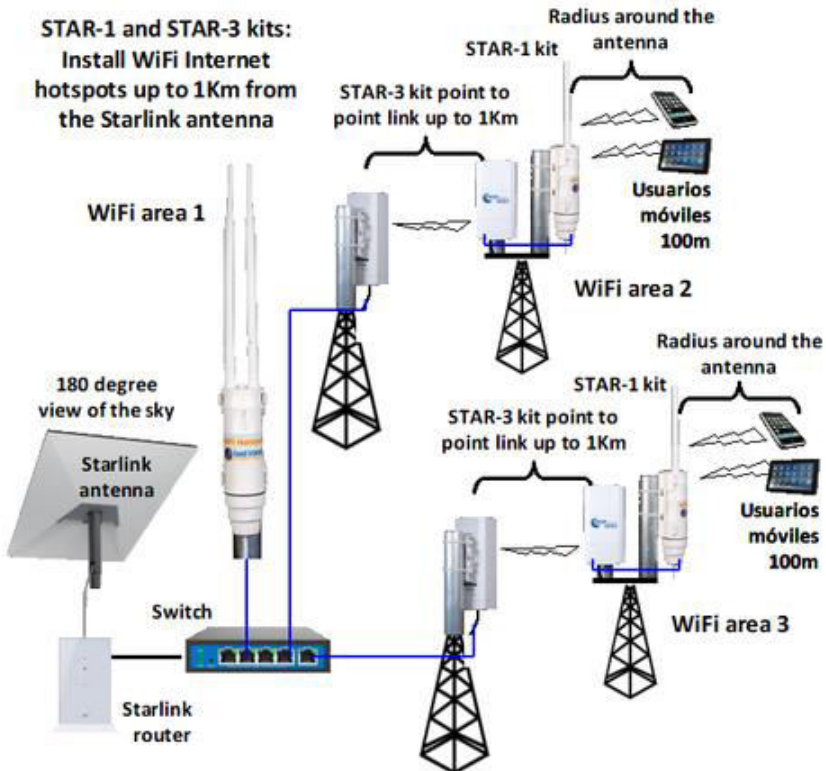 STAR-1 and STAR-3 kits:
Install WiFi Internet
hotspots up to 1Km from
the Starlink antenna
Radius around the
antenna
STAR-1 kit
STAR-3 kit point to
point link up to 1Km
WiFi area 1
Usuarios
móviles
100m
WiFi area 2
Radius around the
antenna
STAR-1 kit
180 degree
view of the sky
STAR-3 kit point to
point link up to 1Km
Starlink
antenna
Usuarios
móviles
100m
Switch
WiFi area 3
Starlink
router